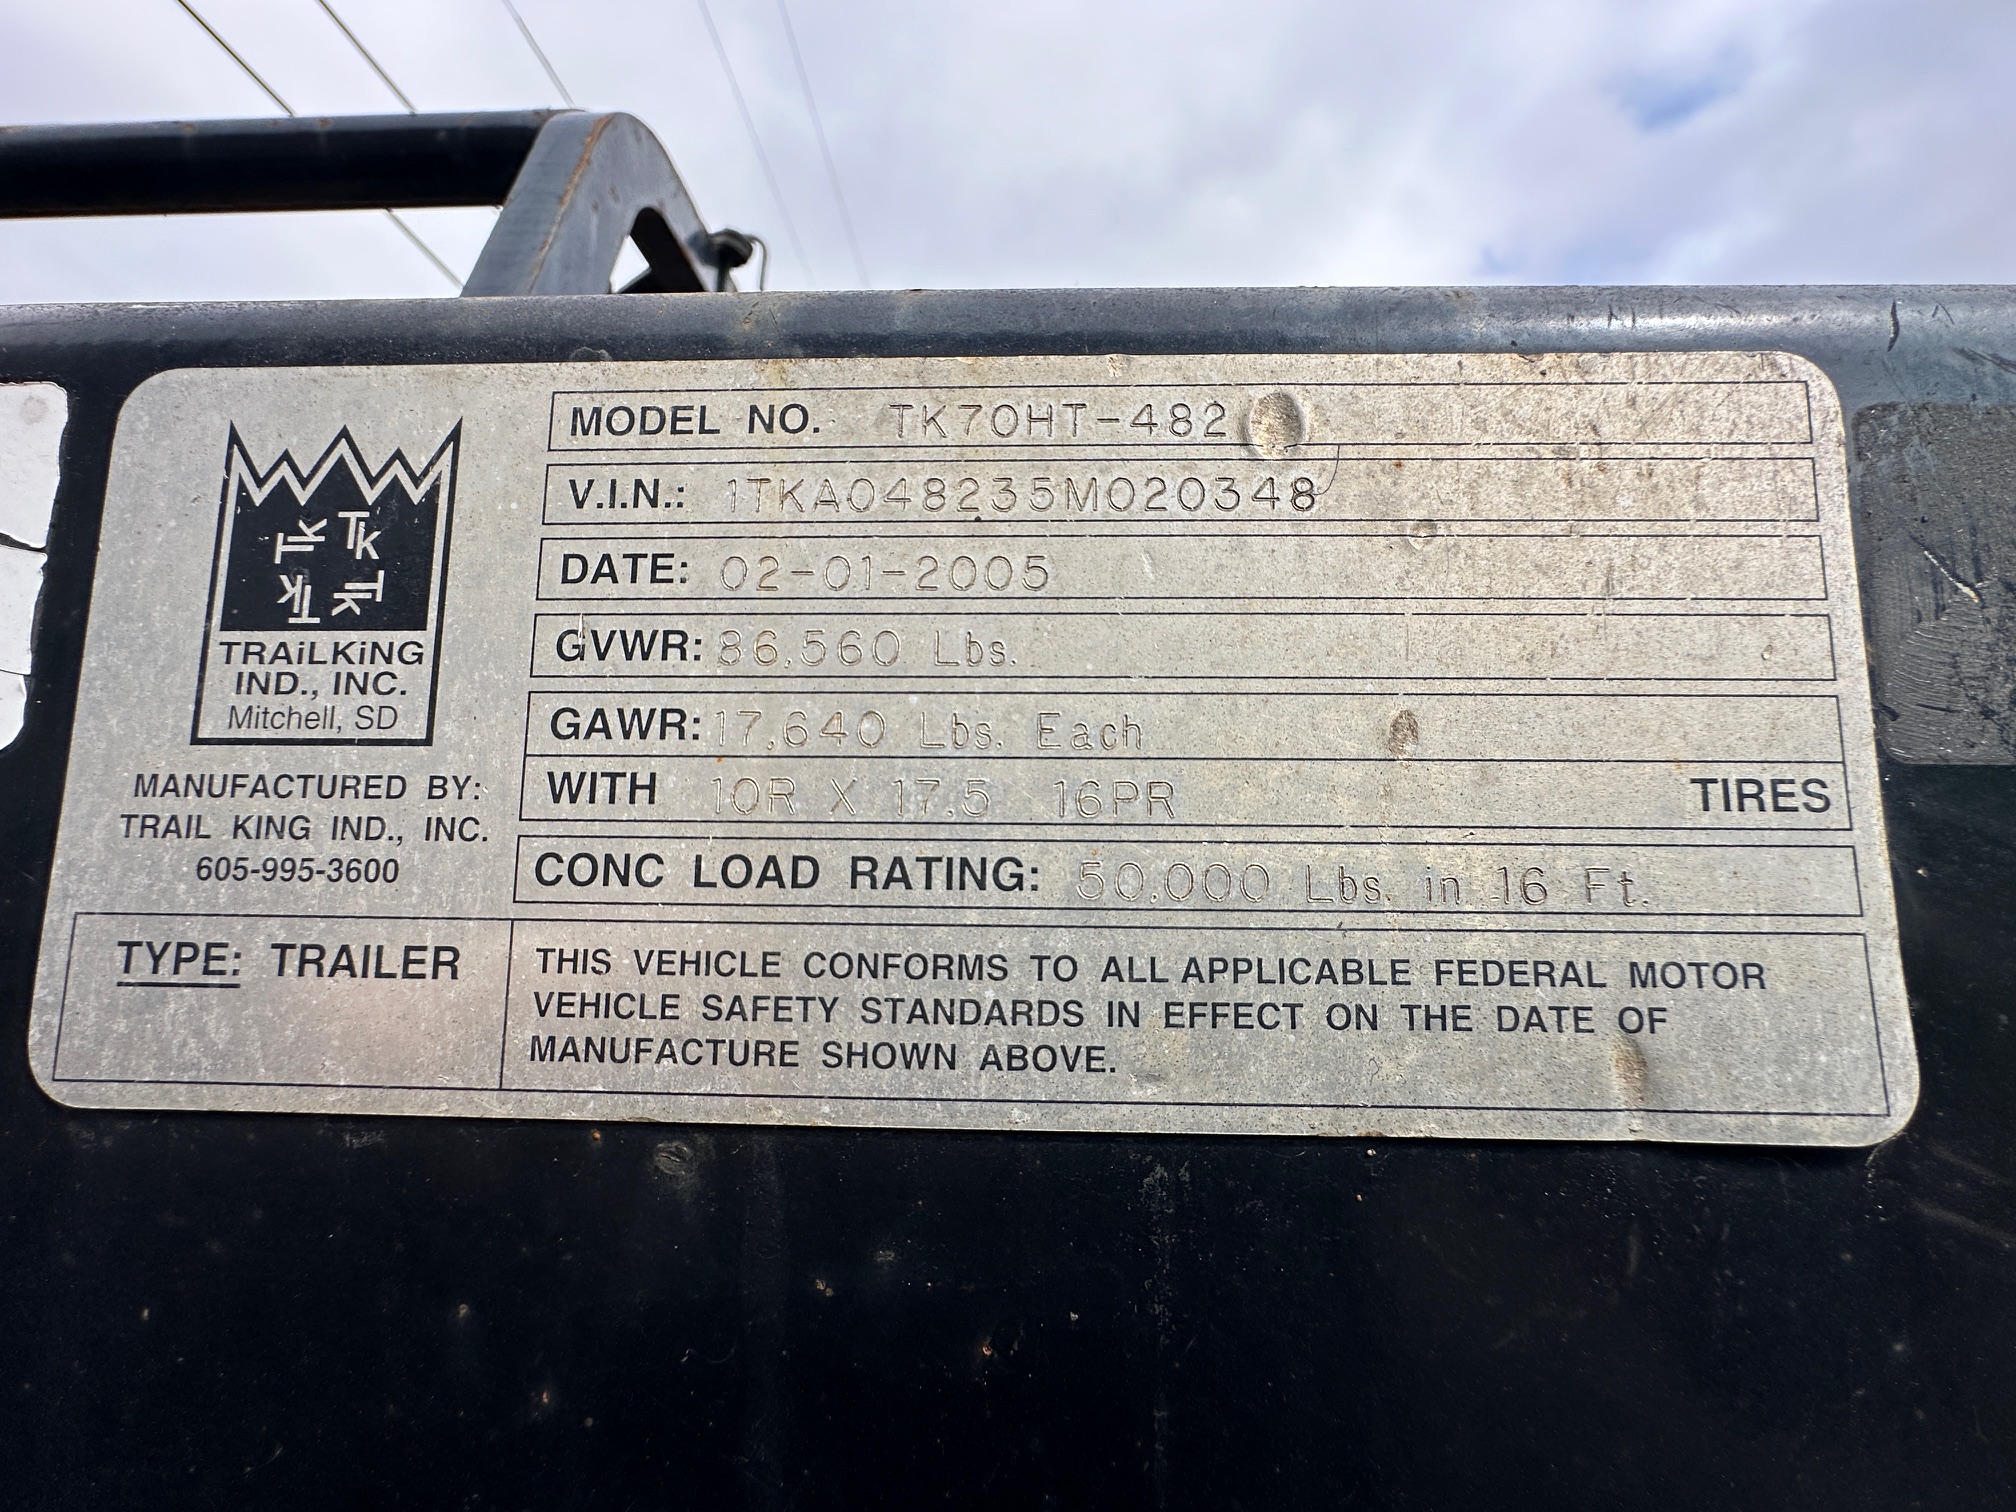 TK TK TK TK
TRAiLKiNG
IND., INC.
Mitchell, SD
MANUFACTURED BY:
TRAIL KING IND., INC.
605-995-3600
MODEL NO. TK70HT-482
V.I.N.: 1TKA048235M020348
DATE: 02-01-2005
GVWR: 86,560 Lbs.
GAWR: 17,640 Lbs. Each
WITH 10R X 17.5 16PR TIRES
CONC LOAD RATING: 50,000 Lbs. in 16 Ft.
TYPE: TRAILER
THIS VEHICLE CONFORMS TO ALL APPLICABLE FEDERAL MOTOR
VEHICLE SAFETY STANDARDS IN EFFECT ON THE DATE OF
MANUFACTURE SHOWN ABOVE.